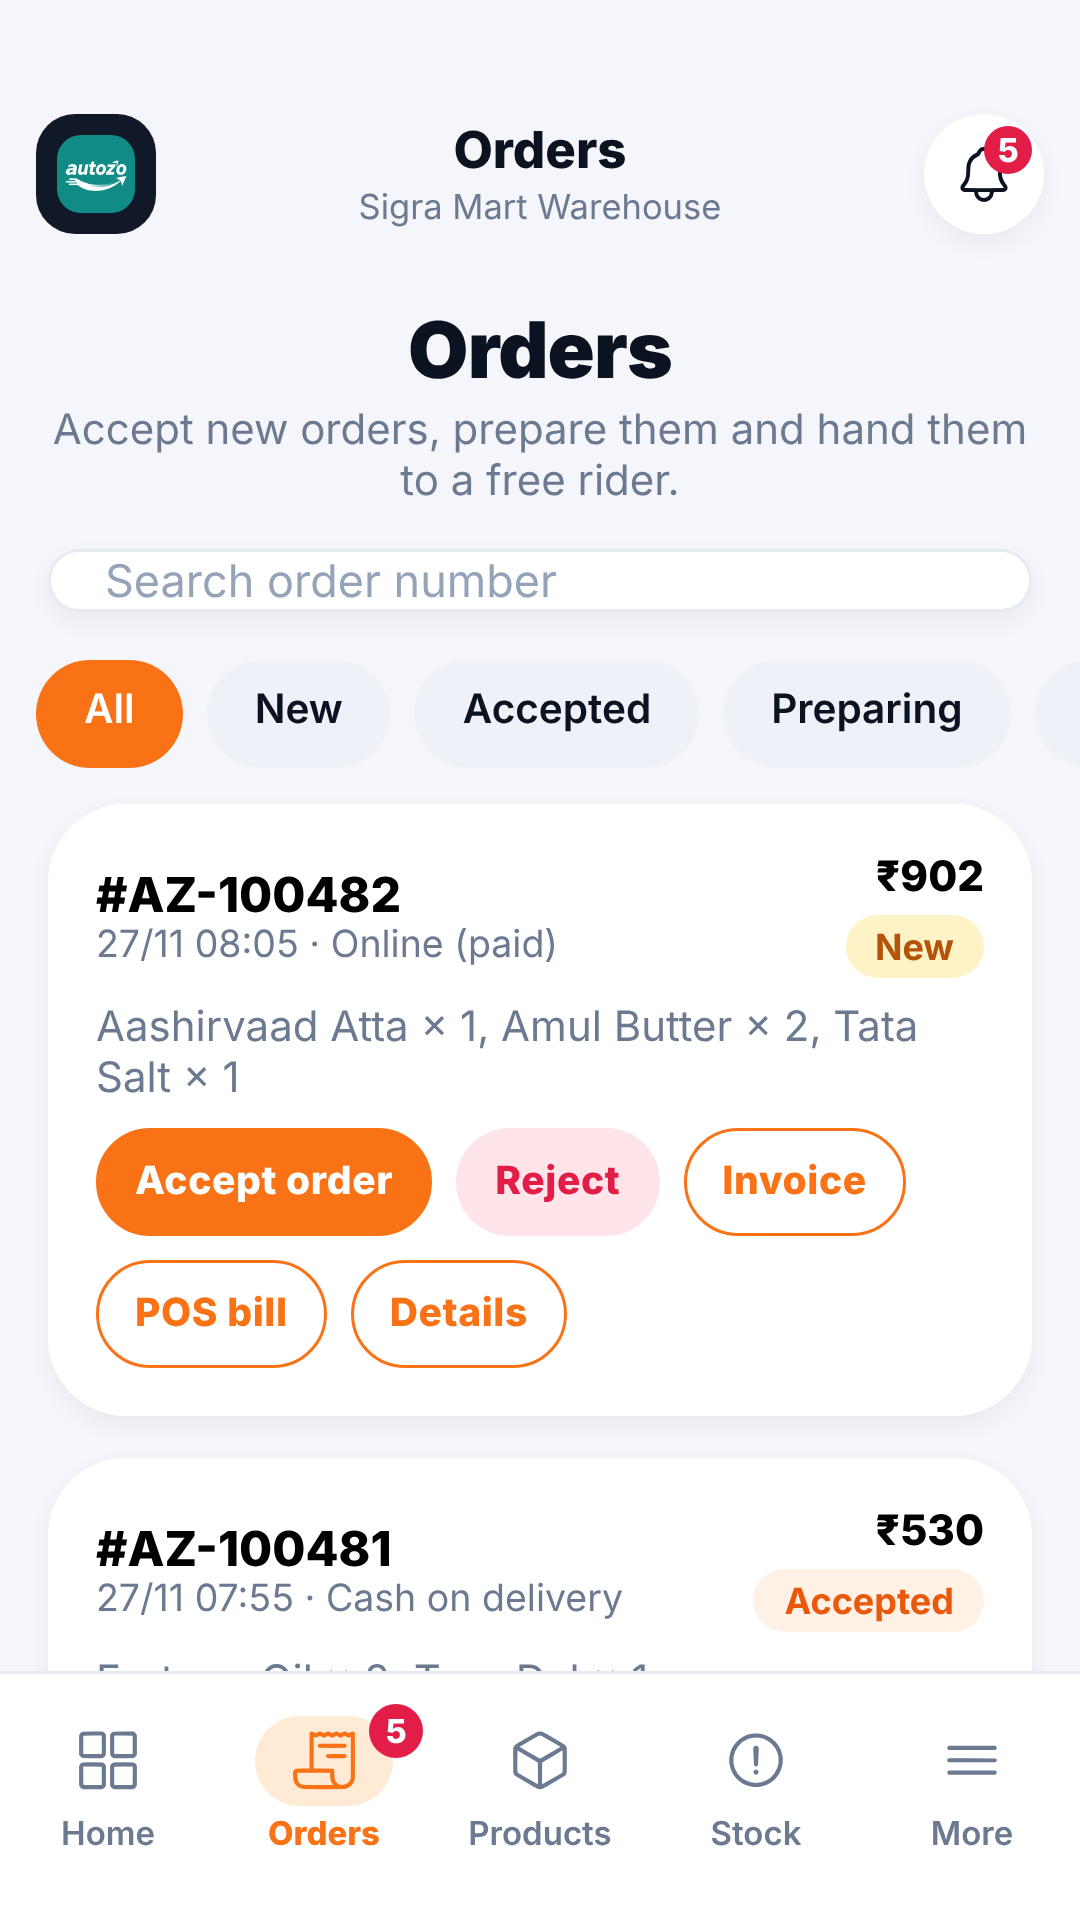 autozo
Orders
Sigra Mart Warehouse
5
Orders
Accept new orders, prepare them and hand them
to a free rider.
Search order number
All
New
Accepted
Preparing
#AZ-100482
₹902
27/11 08:05 · Online (paid)
New
Aashirvaad Atta × 1, Amul Butter × 2, Tata
Salt × 1
Accept order
Reject
Invoice
POS bill
Details
#AZ-100481
₹530
27/11 07:55 · Cash on delivery
Accepted
5
Home
Orders
Products
Stock
More